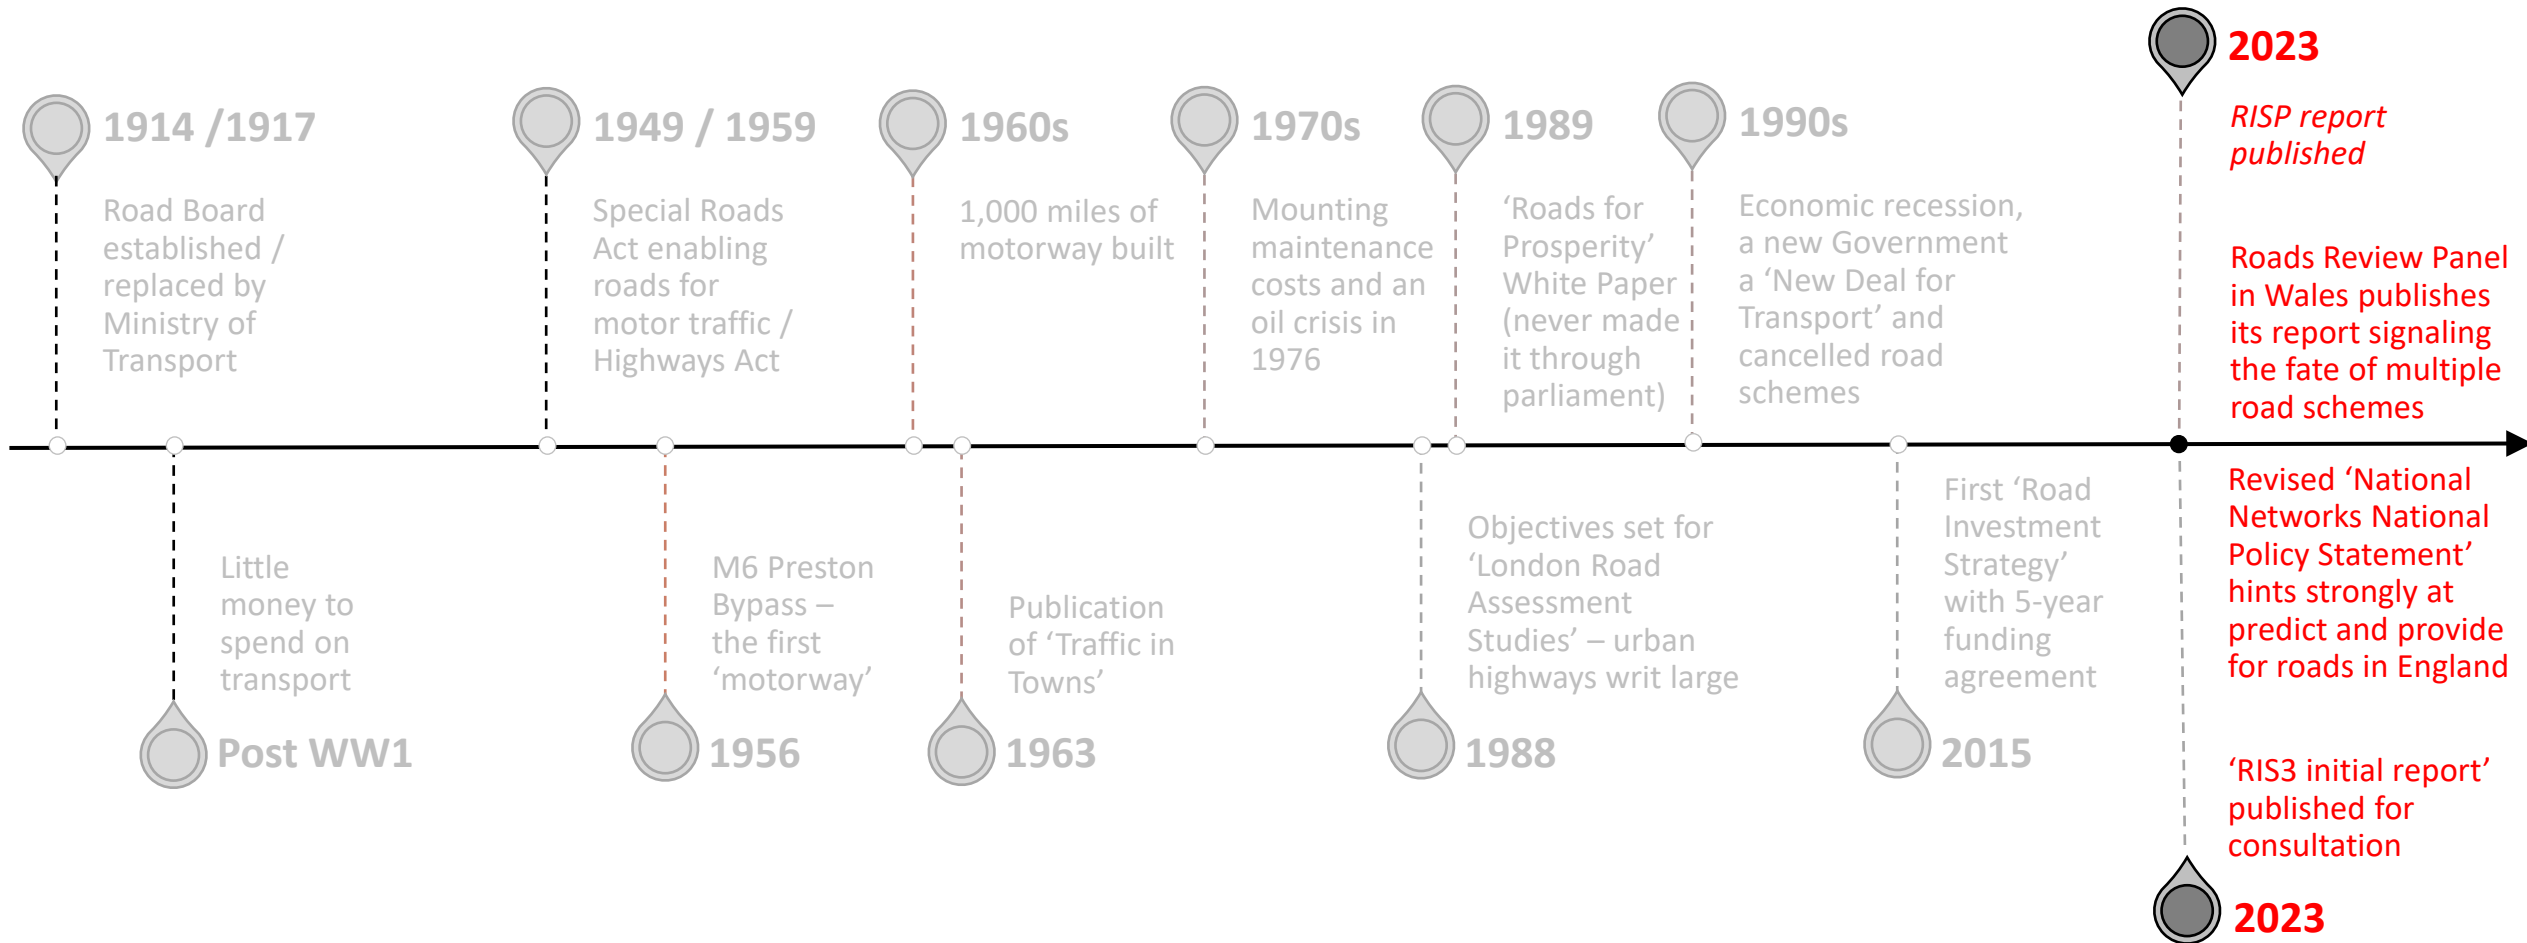 1914 /1917
Road Board
established /
replaced by
Ministry of
Transport
1949 / 1959
Special Roads
Act enabling
roads for
motor traffic /
Highways Act
1960s
1,000 miles of
motorway built
1970s
Mounting
maintenance
costs and an
oil crisis in
1976
1989
‘Roads for
Prosperity’
White Paper
(never made
it through
parliament)
1990s
Economic recession,
a new Government
a ‘New Deal for
Transport’ and
cancelled road
schemes
2023
RISP report
published
Roads Review Panel
in Wales publishes
its report signaling
the fate of multiple
road schemes
Little
money to
spend on
transport
Post WW1
M6 Preston
Bypass –
the first
‘motorway’
1956
Publication
of ‘Traffic in
Towns’
1963
Objectives set for
‘London Road
Assessment
Studies’ – urban
highways writ large
1988
First ‘Road
Investment
Strategy’
with 5-year
funding
agreement
2015
Revised ‘National
Networks National
Policy Statement’
hints strongly at
predict and provide
for roads in England
‘RIS3 initial report’
published for
consultation
2023